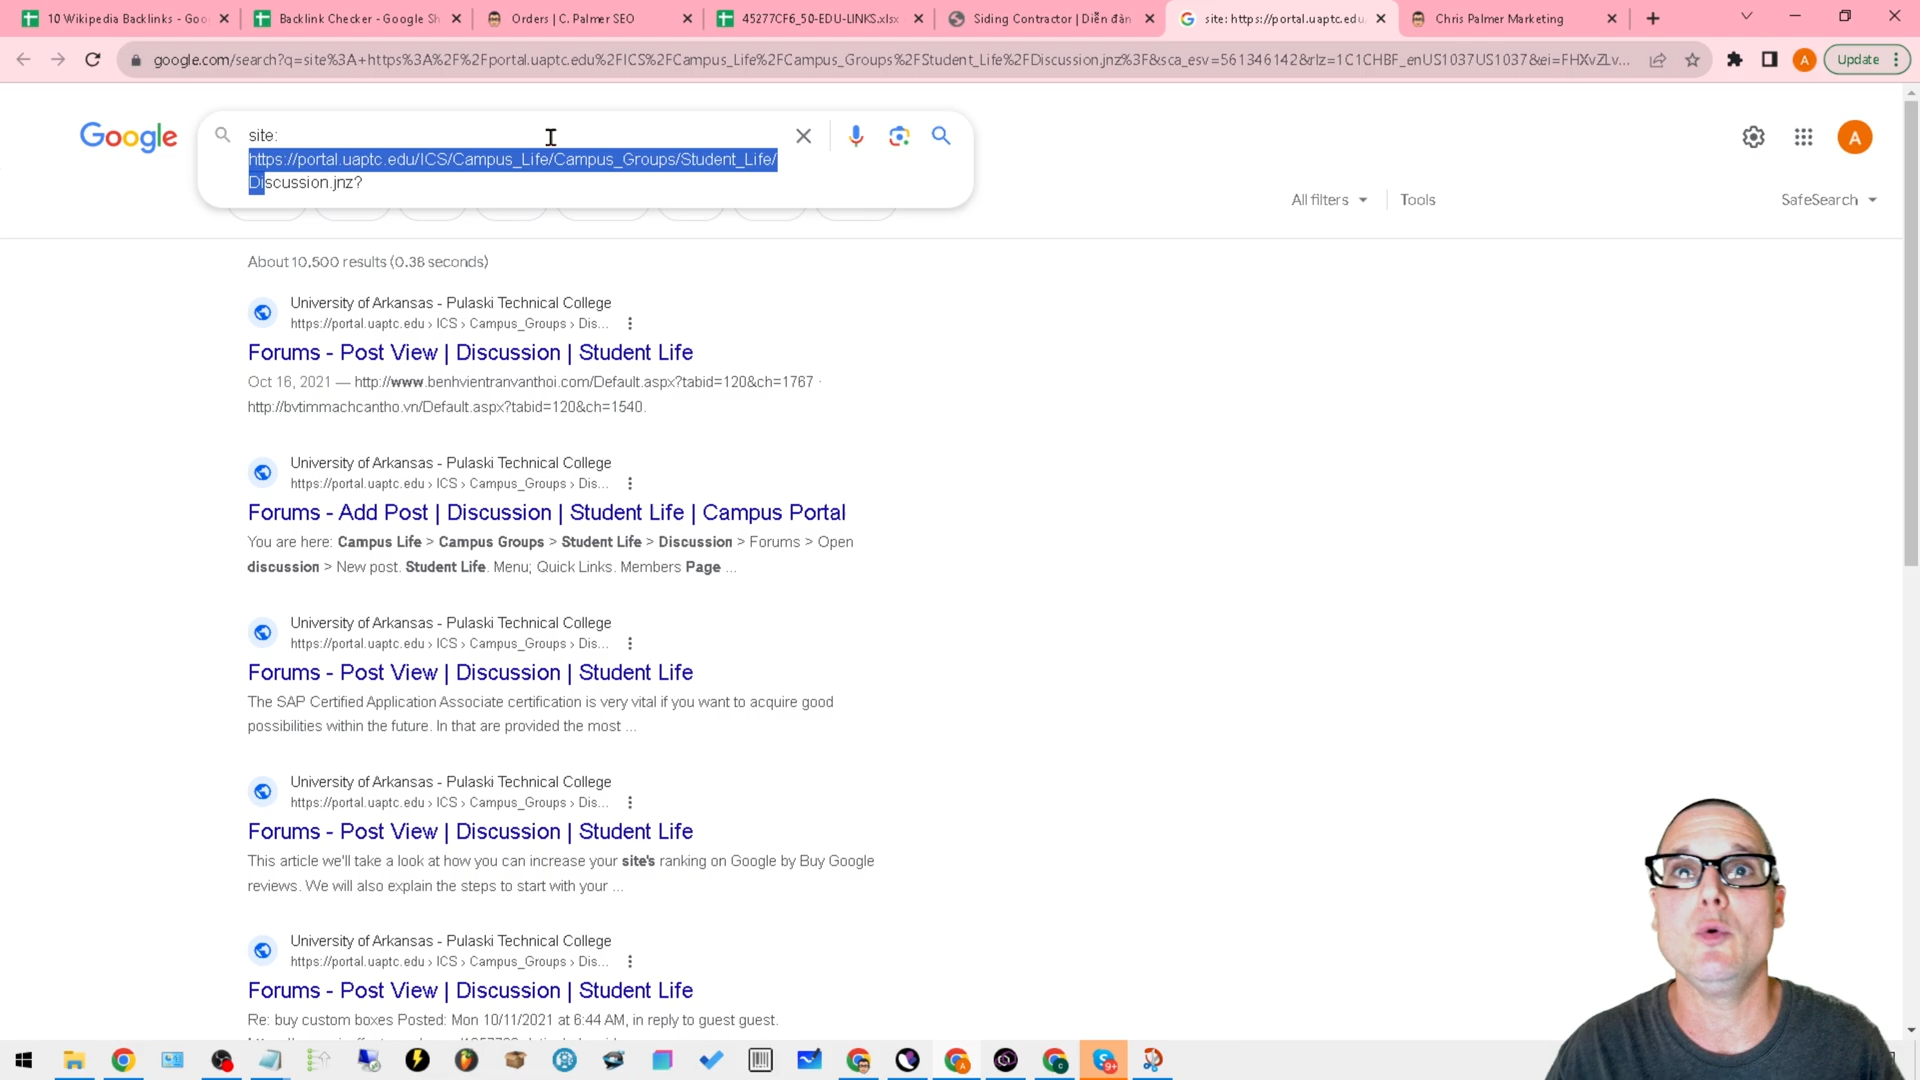 10 Wikipedia Backlinks - Goo
Backlink Checker - Google Sh
Orders | C. Palmer SEO
45277CF6_50-EDU-LINKS.xlsx
Siding Contractor | Diễn đàn
site: https://portal.uaptc.edu
Chris Palmer Marketing
google.com/search?q=site%3A+https%3A%2F%2Fportal.uaptc.edu%2FICS%2FCampus_Life%2FCampus_Groups%2FStudent_Life%2FDiscussion.jnz%3F&sca_esv=561346142&rlz=1C1CHBF_enUS1037US1037&ei=FHXvZLv...
A
Update
Google
site:
https://portal.uaptc.edu/ICS/Campus_Life/Campus_Groups/Student_Life/
Discussion.jnz?
A
All filters
Tools
SafeSearch
About 10,500 results (0.38 seconds)
University of Arkansas - Pulaski Technical College
https://portal.uaptc.edu › ICS › Campus_Groups › Dis...
Forums - Post View | Discussion | Student Life
Oct 16, 2021 — http://www.benhvientranvanthoi.com/Default.aspx?tabid=120&ch=1767 ·
http://bvtimmachcantho.vn/Default.aspx?tabid=120&ch=1540.
University of Arkansas - Pulaski Technical College
https://portal.uaptc.edu › ICS › Campus_Groups › Dis...
Forums - Add Post | Discussion | Student Life | Campus Portal
You are here: Campus Life > Campus Groups > Student Life > Discussion > Forums > Open
discussion > New post. Student Life. Menu; Quick Links. Members Page ...
University of Arkansas - Pulaski Technical College
https://portal.uaptc.edu › ICS › Campus_Groups › Dis...
Forums - Post View | Discussion | Student Life
The SAP Certified Application Associate certification is very vital if you want to acquire good
possibilities within the future. In that are provided the most ...
University of Arkansas - Pulaski Technical College
https://portal.uaptc.edu › ICS › Campus_Groups › Dis...
Forums - Post View | Discussion | Student Life
This article we'll take a look at how you can increase your site's ranking on Google by Buy Google
reviews. We will also explain the steps to start with your ...
University of Arkansas - Pulaski Technical College
https://portal.uaptc.edu › ICS › Campus_Groups › Dis...
Forums - Post View | Discussion | Student Life
Re: buy custom boxes Posted: Mon 10/11/2021 at 6:44 AM, in reply to guest guest.